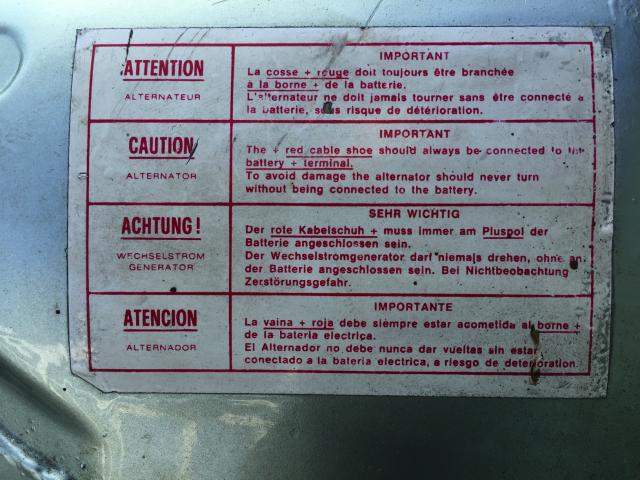 ATTENTION
ALTERNATEUR
IMPORTANT
La cosse + rouge doit toujours être branchée
à la borne + de la batterie.
L'alternateur ne doit jamais tourner sans être connecté à
la batterie, sous risque de détérioration.
CAUTION
ALTERNATOR
IMPORTANT
The + red cable shoe should always be connected to the
battery + terminal.
To avoid damage the alternator should never turn
without being connected to the battery.
ACHTUNG!
WECHSELSTROM
GENERATOR
SEHR WICHTIG
Der rote Kabelschuh + muss immer am Pluspol der
Batterie angeschlossen sein.
Der Wechselstromgenerator darf niemals drehen, ohne an
der Batterie angeschlossen sein. Bei Nichtbeobachtung
Zerstörungsgefahr.
ATENCION
ALTERNADOR
IMPORTANTE
La vaina + roja debe siémpre estar acometida al borne +
de la bateria electrica.
El Alternador no debe nunca dar vueltas sin estar
conectado a la bateria electrica, a riesgo de deterioration